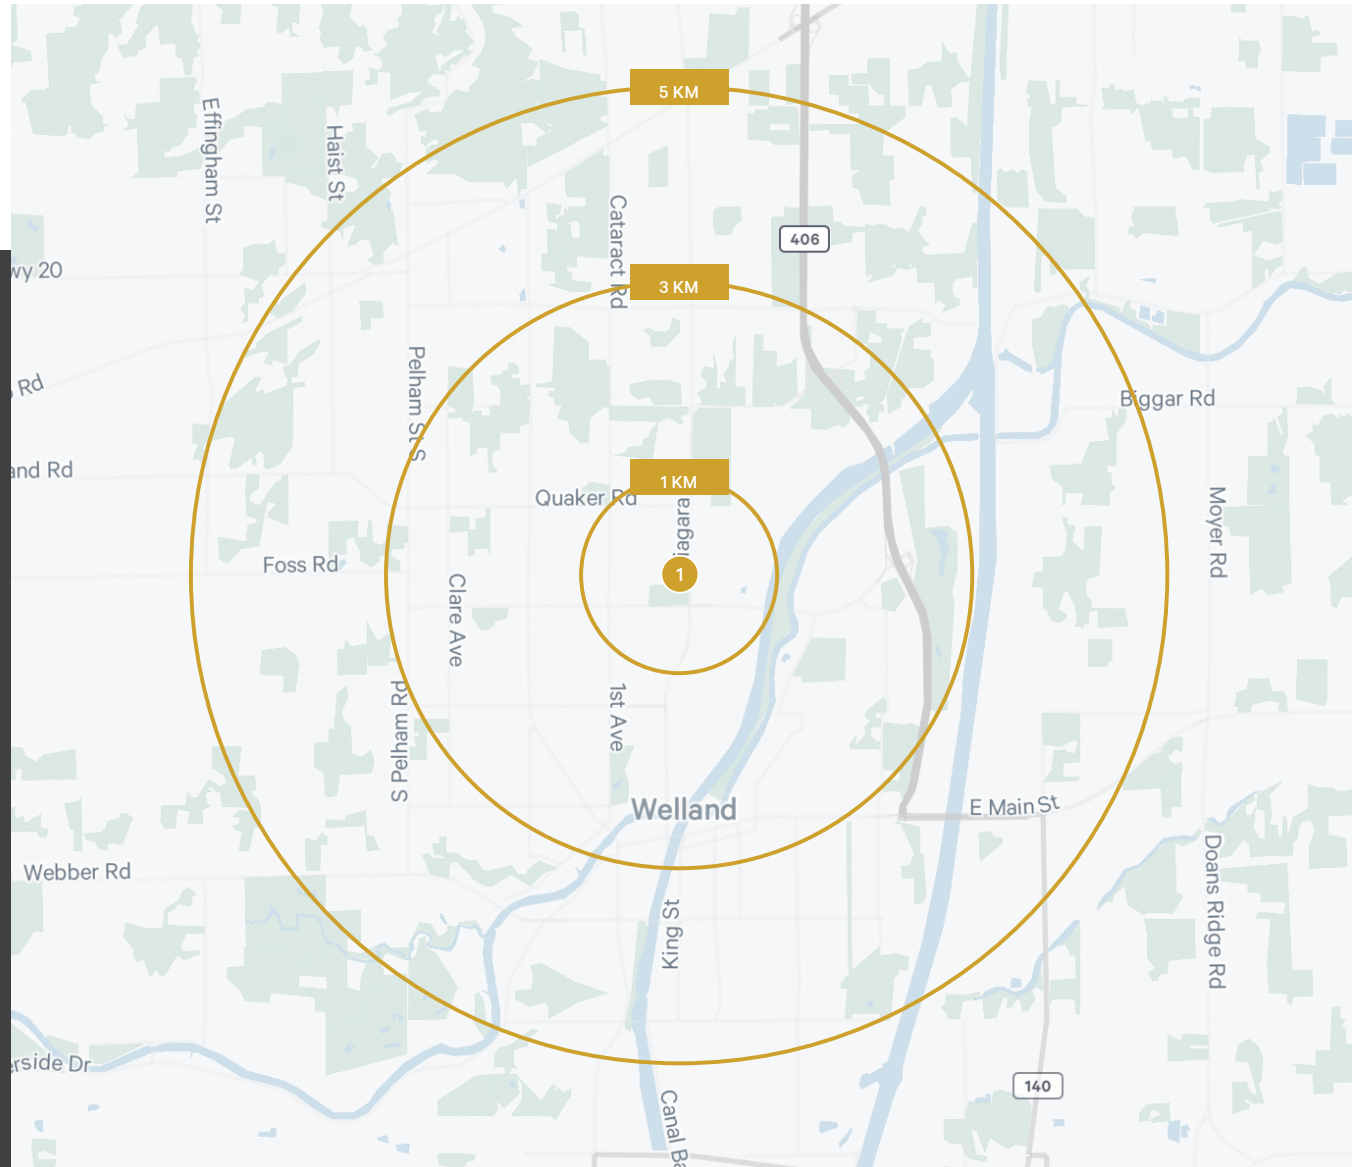 5 KM
Effingham St
Haist St
Cataract Rd
406
wy 20
3 KM
Pelham St S
Rd
Biggar Rd
and Rd
1 KM
Quaker Rd
agara
Moyer Rd
Foss Rd
1
Clare Ave
S Pelham Rd
1st Ave
Welland
E Main St
Webber Rd
Doans Ridge Rd
King St
erside Dr
140
Canal Ba